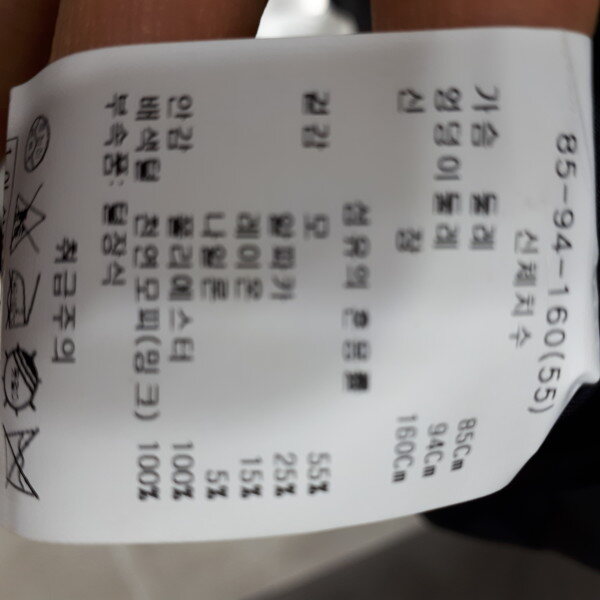 85-94-160(55)
신체치수
가슴 둘레 85Cm
엉덩이둘레 94Cm
신 장 160Cm
섬유의 혼용률
겉감 모 55%
알파카 25%
레이온 15%
나일론 5%
안감 폴리에스터 100%
배색털 천연모피(밍크) 100%
부속품: 털장식
취급주의